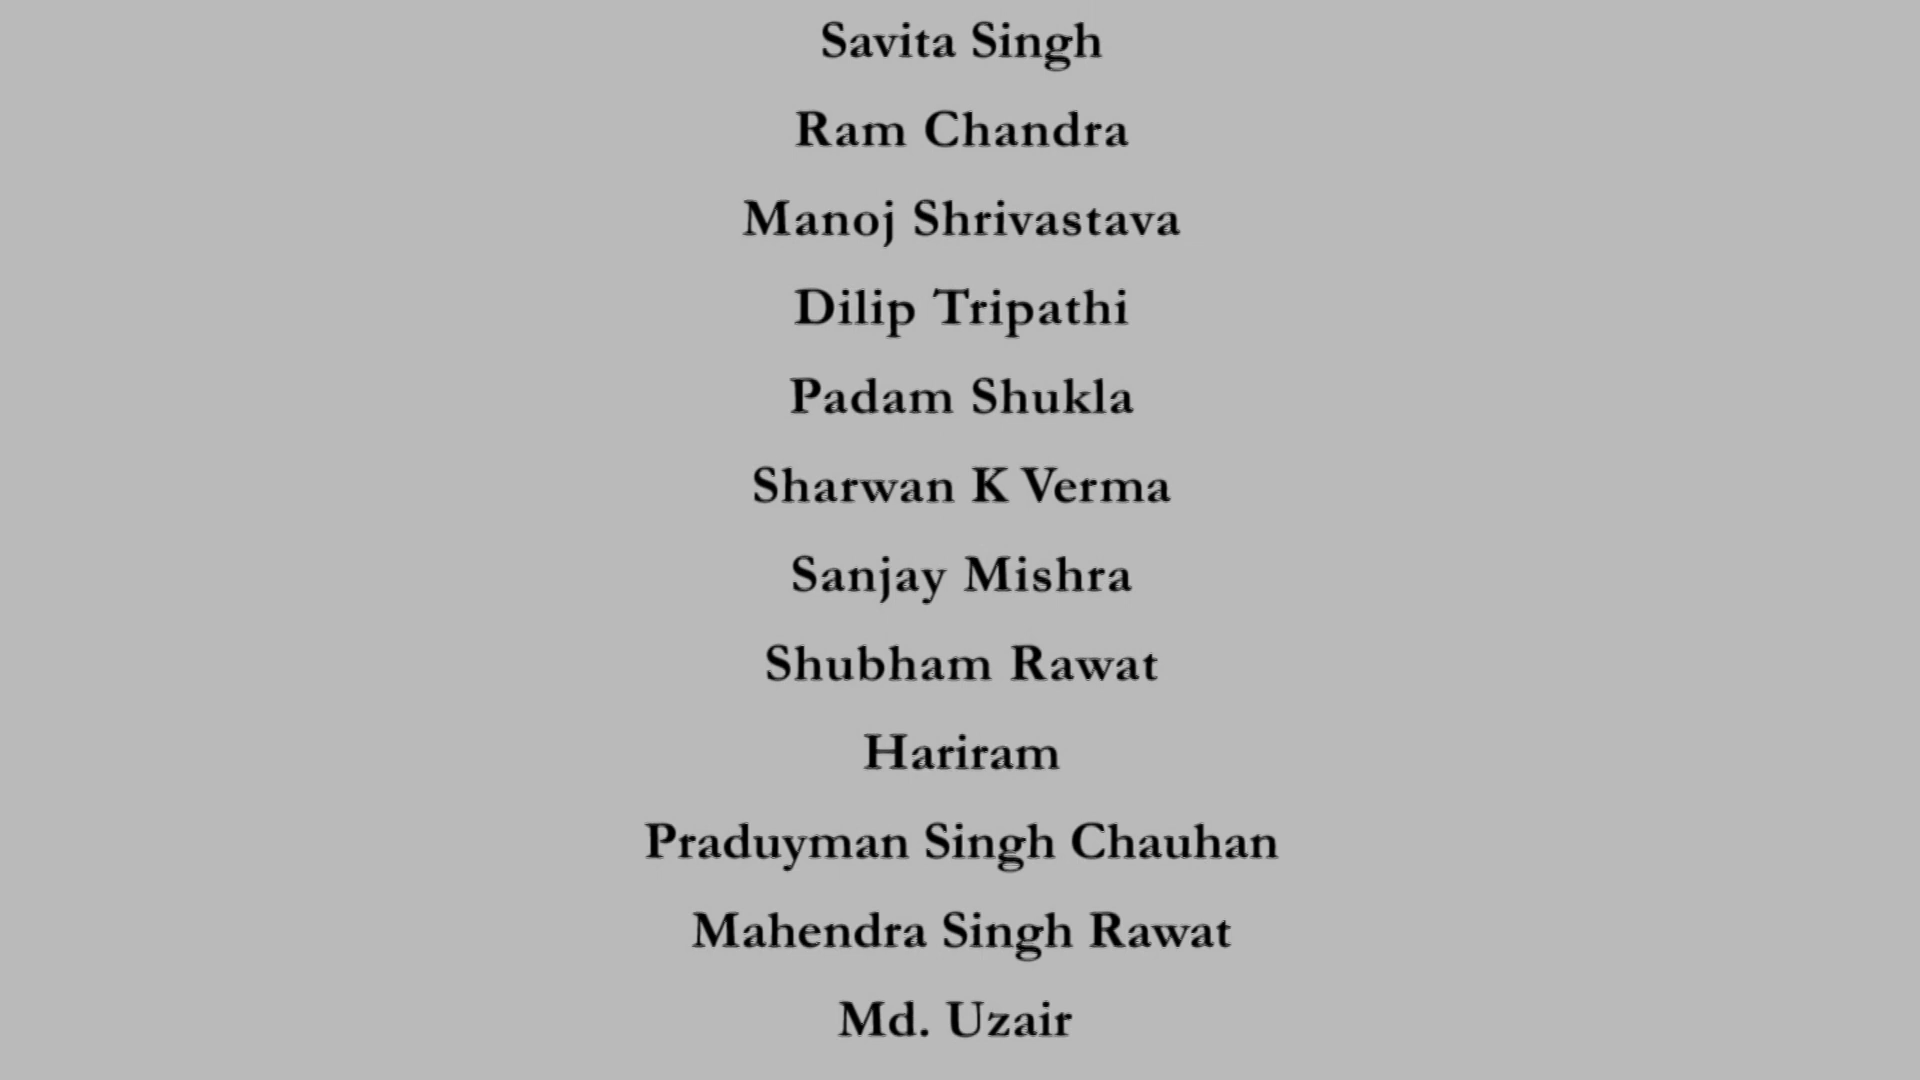 Savita Singh
Ram Chandra
Manoj Shrivastava
Dilip Tripathi
Padam Shukla
Sharwan K Verma
Sanjay Mishra
Shubham Rawat
Hariram
Praduyman Singh Chauhan
Mahendra Singh Rawat
Md. Uzair